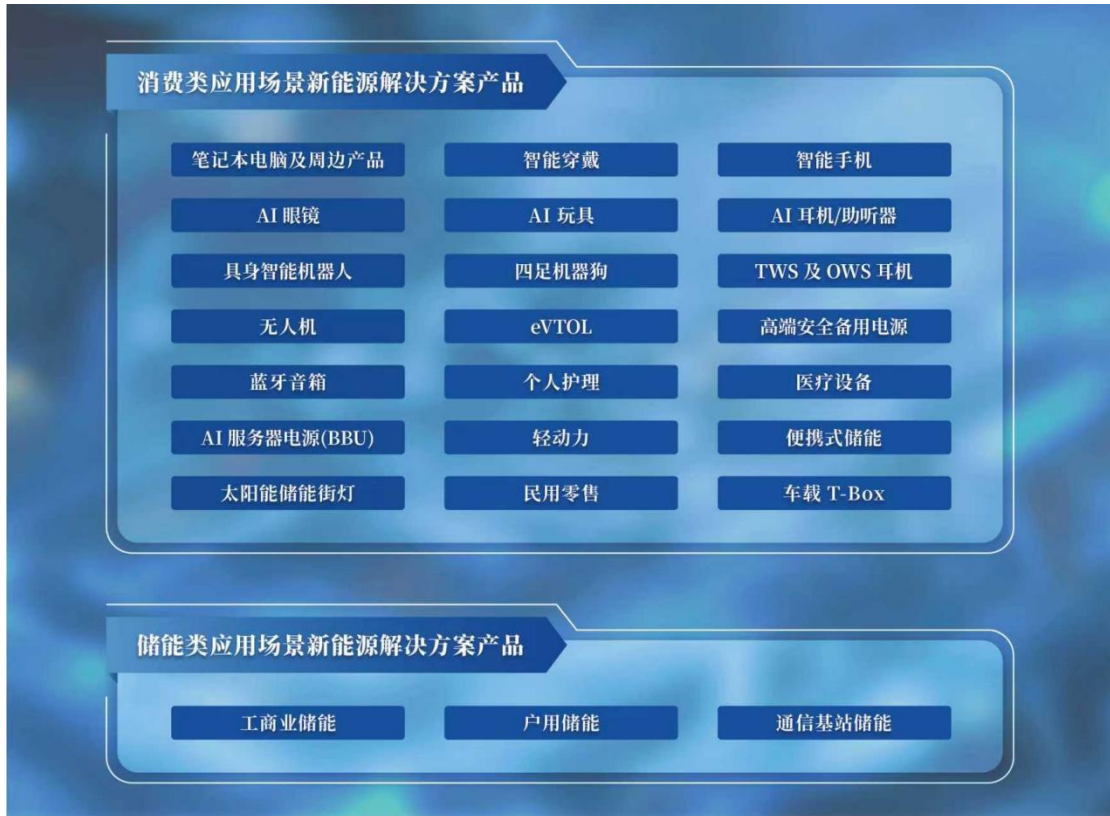 消费类应用场景新能源解决方案产品
笔记本电脑及周边产品
智能穿戴
智能手机
AI 眼镜
AI 玩具
AI 耳机/助听器
具身智能机器人
四足机器狗
TWS 及 OWS 耳机
无人机
eVTOL
高端安全备用电源
蓝牙音箱
个人护理
医疗设备
AI 服务器电源(BBU)
轻动力
便携式储能
太阳能储能街灯
民用零售
车载 T-Box
储能类应用场景新能源解决方案产品
工商业储能
户用储能
通信基站储能